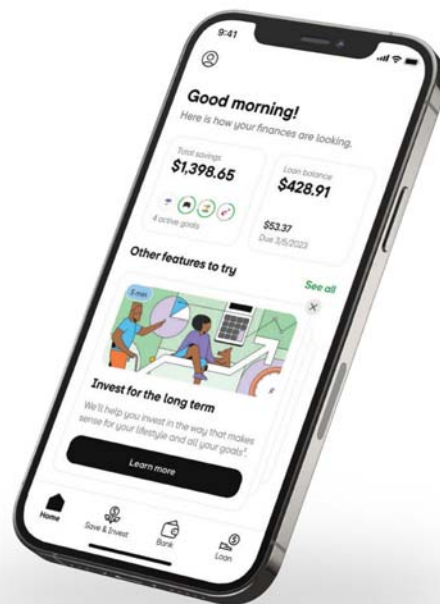 9:41
Good morning!
Here is how your finances are looking.
Total savings
$1,398.65
4 active goals
Loan balance
$428.91
$53.37
Due 3/5/2023
Other features to try
See all
5 min
Invest for the long term
We'll help you invest in the way that makes
sense for your lifestyle and all your goals².
Learn more
Home
Save & Invest
Bank
Loan